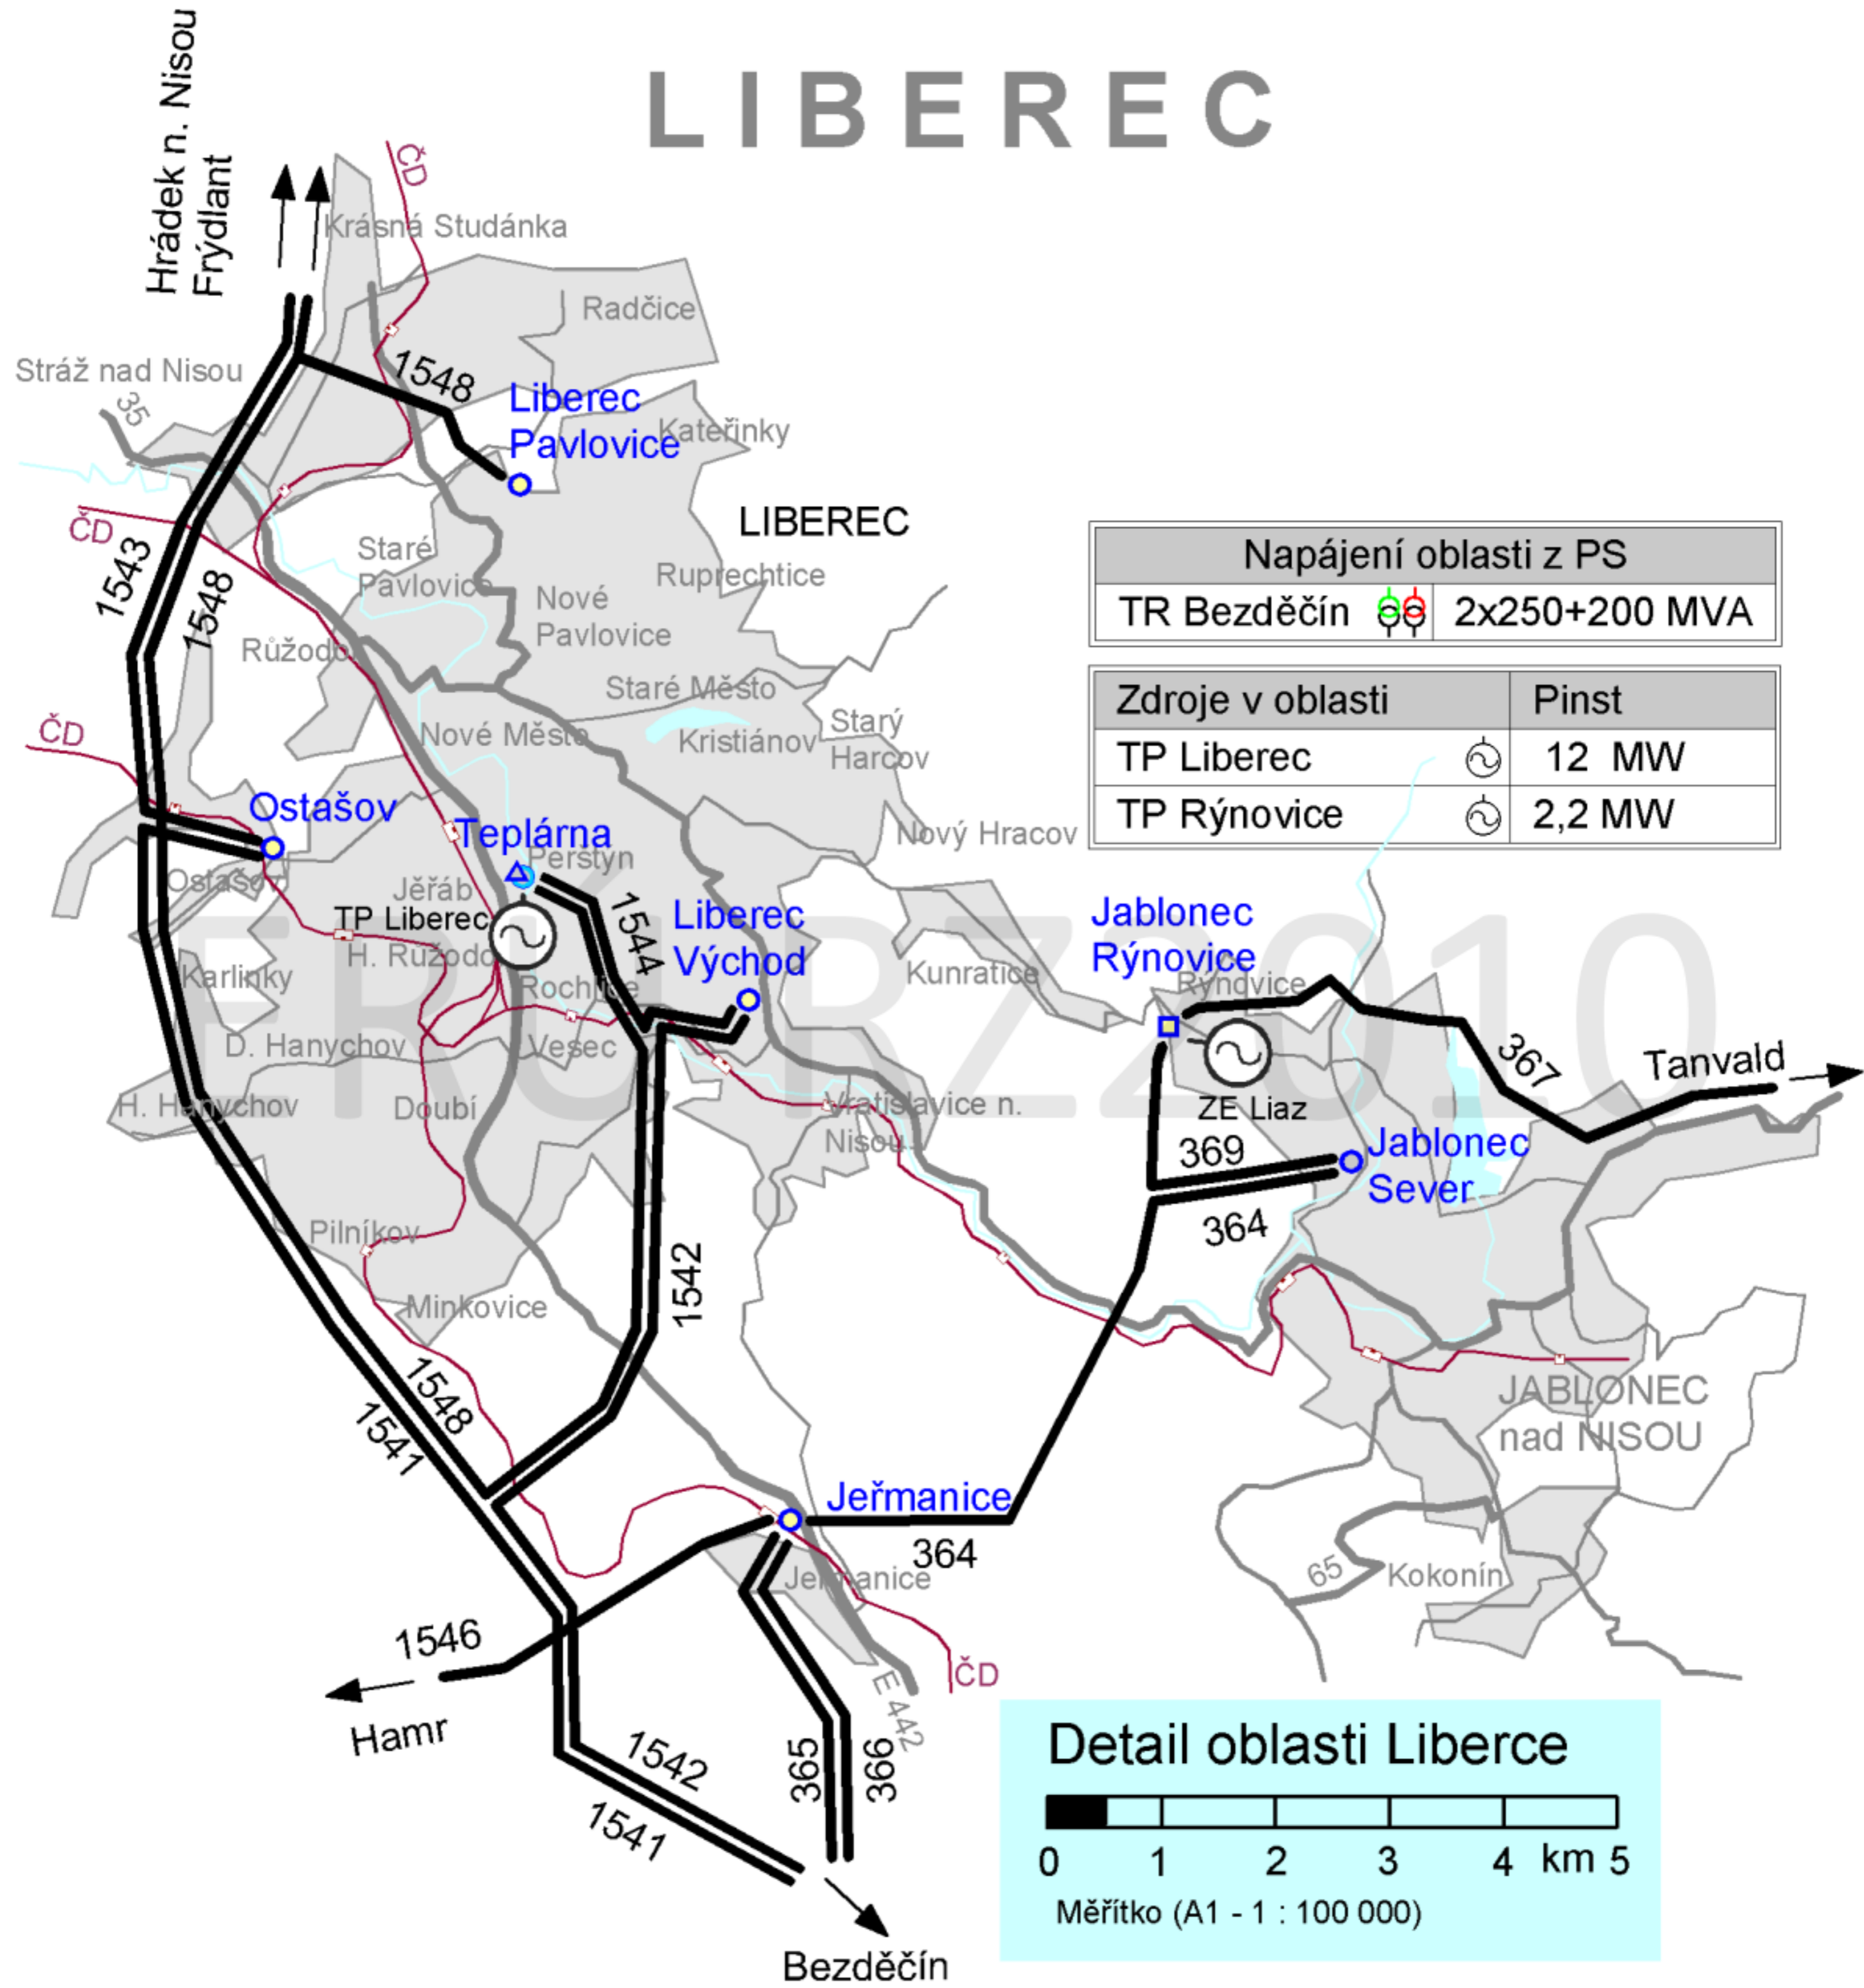 LIBEREC
Hrádek n. Nisou
Frýdlant
ČD
Krásná Studánka
Radčice
Stráž nad Nisou
35
1548
Liberec
Pavlovice
Kateřinky
LIBEREC
ČD
1543
1548
Staré
Pavlovice
Ruprechtice
Nové
Pavlovice
Růžodol
Staré Město
Starý
Harcov
Kristiánov
Nové Město
ČD
Napájení oblasti z PS
TR Bezděčín 2x250+200 MVA
Zdroje v oblasti Pinst
TP Liberec 12 MW
TP Rýnovice 2,2 MW
Ostašov
Teplárna
Perštýn
Nový Hracov
Ostašov
Jěřáb
TP Liberec
H. Růžodol
1544
Liberec
Východ
Jablonec
Rýnovice
Karlinky
Rochlice
Kunratice
Rýnovice
D. Hanychov
Vesec
367
Tanvald
H. Hanychov
Doubí
Vratislavice n.
Nisou
ZE Liaz
369
Jablonec
Sever
364
Pilníkov
1542
Minkovice
1548
1541
JABLONEC
nad NISOU
Jeřmanice
364
Jeřmanice
65
Kokonín
1546
Hamr
ČD
E 442
1542
1541
365
366
Bezděčín
Detail oblasti Liberce
0 1 2 3 4 km 5
Měřítko (A1 - 1 : 100 000)
RZ2010